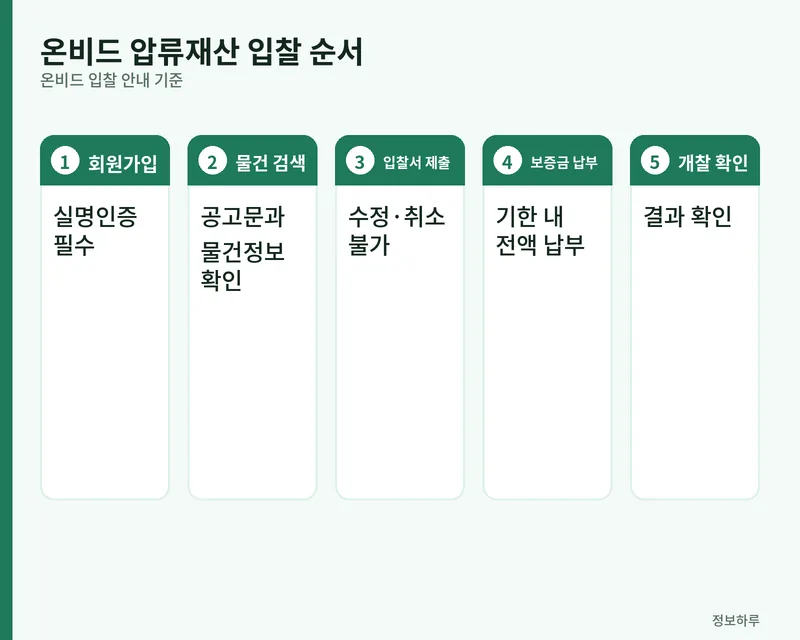 온비드 압류재산 입찰 순서
온비드 입찰 안내 기준
1 회원가입
실명인증
필수
2 물건 검색
공고문과
물건정보
확인
3 입찰서 제출
수정·취소
불가
4 보증금 납부
기한 내
전액 납부
5 개찰 확인
결과 확인
정보하루